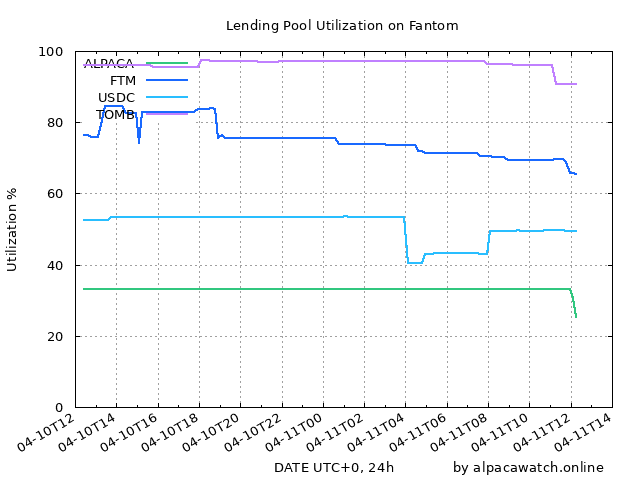 Lending Pool Utilization on Fantom
100
80
60
40
20
0
Utilization %
ALPACA
FTM
USDC
TOMB
04-10T12
04-10T14
04-10T16
04-10T18
04-10T20
04-10T22
04-11T00
04-11T02
04-11T04
04-11T06
04-11T08
04-11T10
04-11T12
04-11T14
DATE UTC+0, 24h
by alpacawatch.online